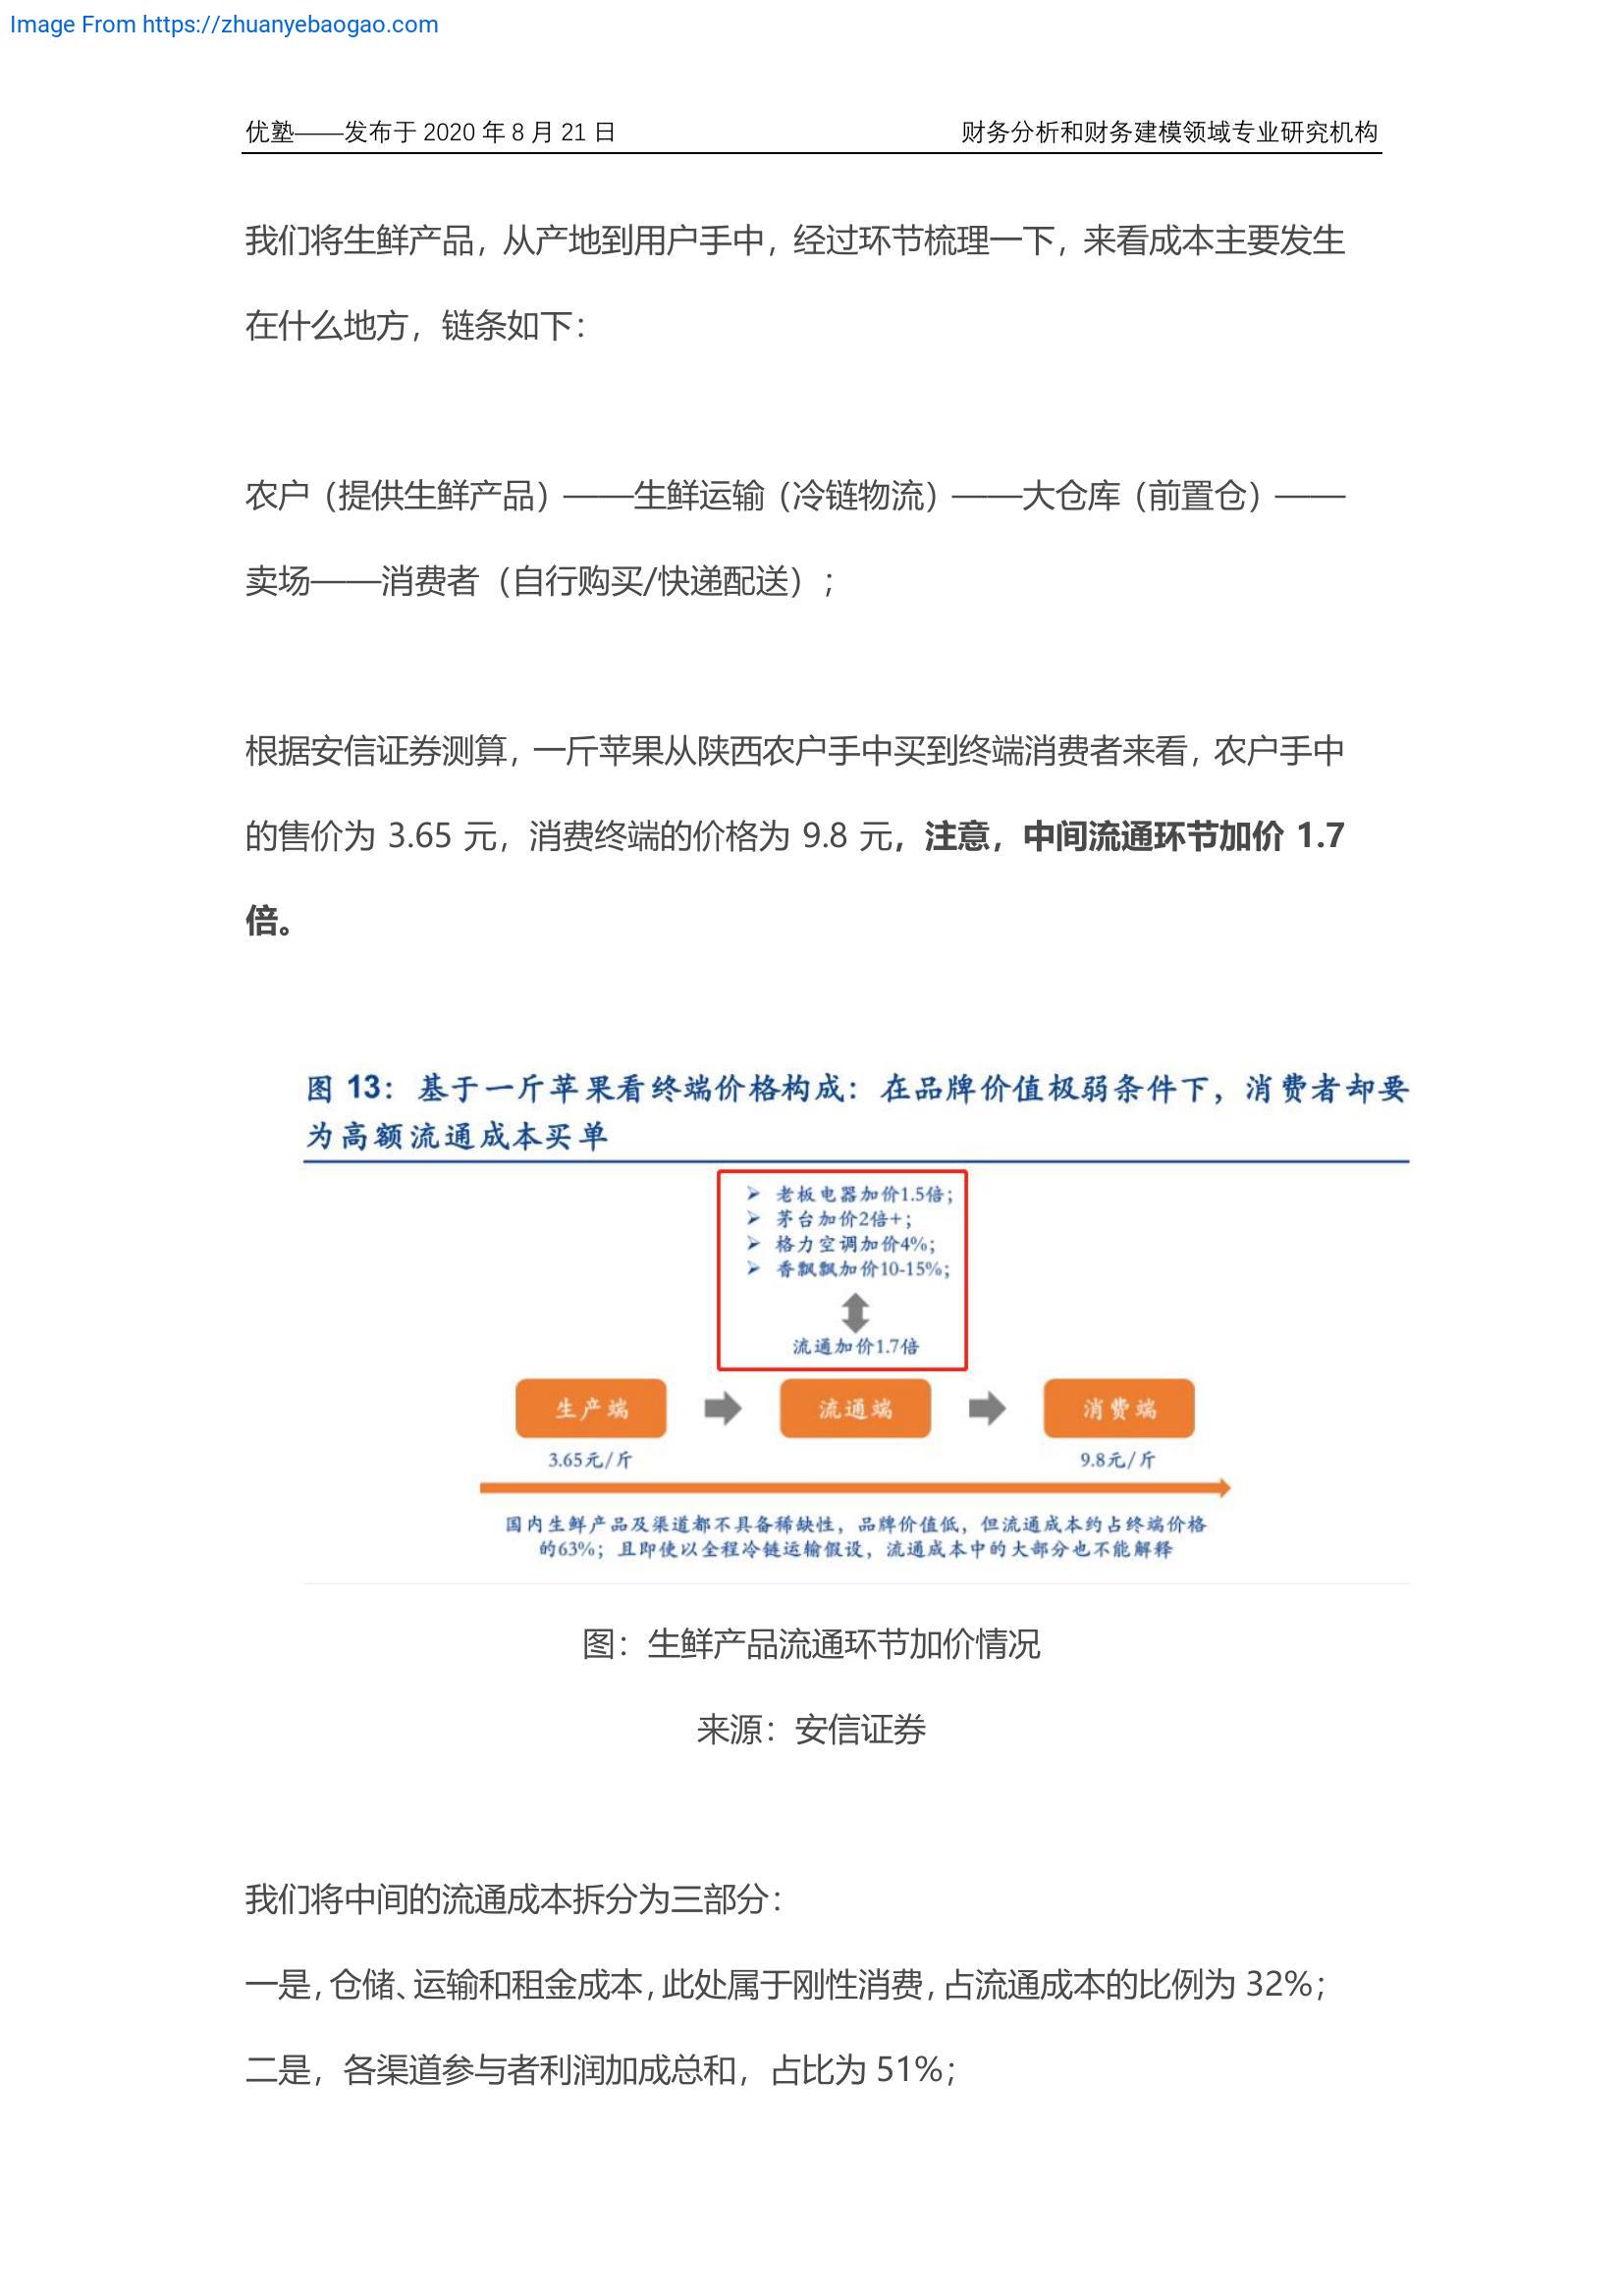 Image From https://zhuanyebaogao.com
优塾——发布于 2020 年 8 月 21 日
财务分析和财务建模领域专业研究机构
我们将生鲜产品，从产地到用户手中，经过环节梳理一下，来看成本主要发生
在什么地方，链条如下：
农户（提供生鲜产品）——生鲜运输（冷链物流）——大仓库（前置仓）——
卖场——消费者（自行购买/快递配送）；
根据安信证券测算，一斤苹果从陕西农户手中买到终端消费者来看，农户手中
的售价为 3.65 元，消费终端的价格为 9.8 元，注意，中间流通环节加价 1.7
倍。
图 13：基于一斤苹果看终端价格构成：在品牌价值极弱条件下，消费者却要
为高额流通成本买单
➢ 老板电器加价1.5倍；
➢ 茅台加价2倍+；
➢ 格力空调加价4%；
➢ 香飘飘加价10-15%；
流通加价1.7倍
生产端
流通端
消费端
3.65元/斤
9.8元/斤
国内生鲜产品及渠道都不具备稀缺性，品牌价值低，但流通成本约占终端价格
的63%；且即使以全程冷链运输假设，流通成本中的大部分也不能解释
图：生鲜产品流通环节加价情况
来源：安信证券
我们将中间的流通成本拆分为三部分：
一是，仓储、运输和租金成本，此处属于刚性消费，占流通成本的比例为 32%；
二是，各渠道参与者利润加成总和，占比为 51%；